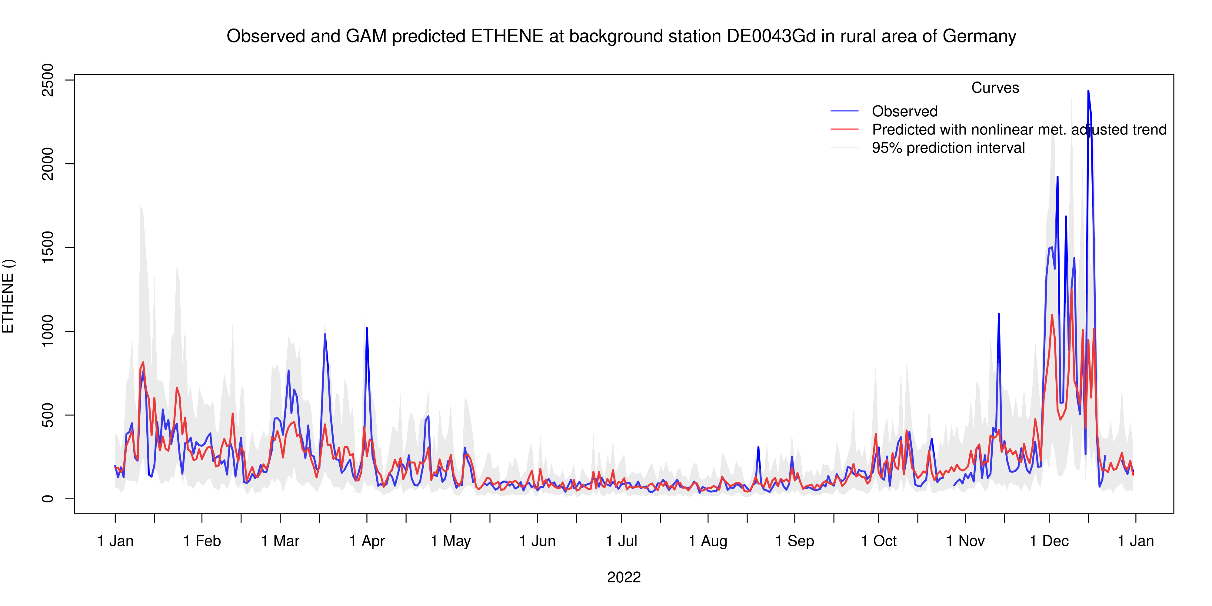 Observed and GAM predicted ETHENE at background station DE0043Gd in rural area of Germany
Curves
Observed
Predicted with nonlinear met. adjusted trend
95% prediction interval
ETHENE ()
2500
2000
1500
1000
500
0
1 Jan 1 Feb 1 Mar 1 Apr 1 May 1 Jun 1 Jul 1 Aug 1 Sep 1 Oct 1 Nov 1 Dec 1 Jan
2022